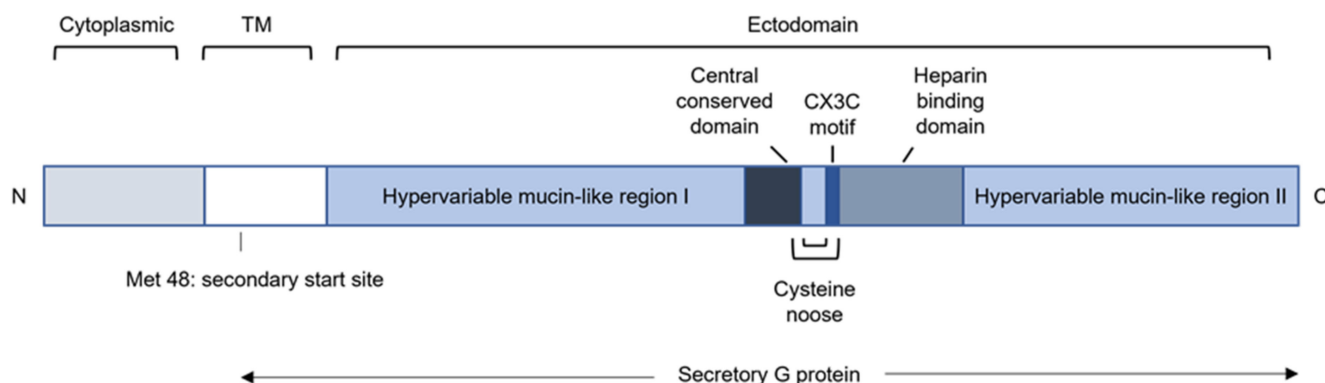 Cytoplasmic TM Ectodomain
Central
conserved
domain
CX3C
motif
Heparin
binding
domain
N Hypervariable mucin-like region I Hypervariable mucin-like region II C
Met 48: secondary start site
Cysteine
noose
Secretory G protein